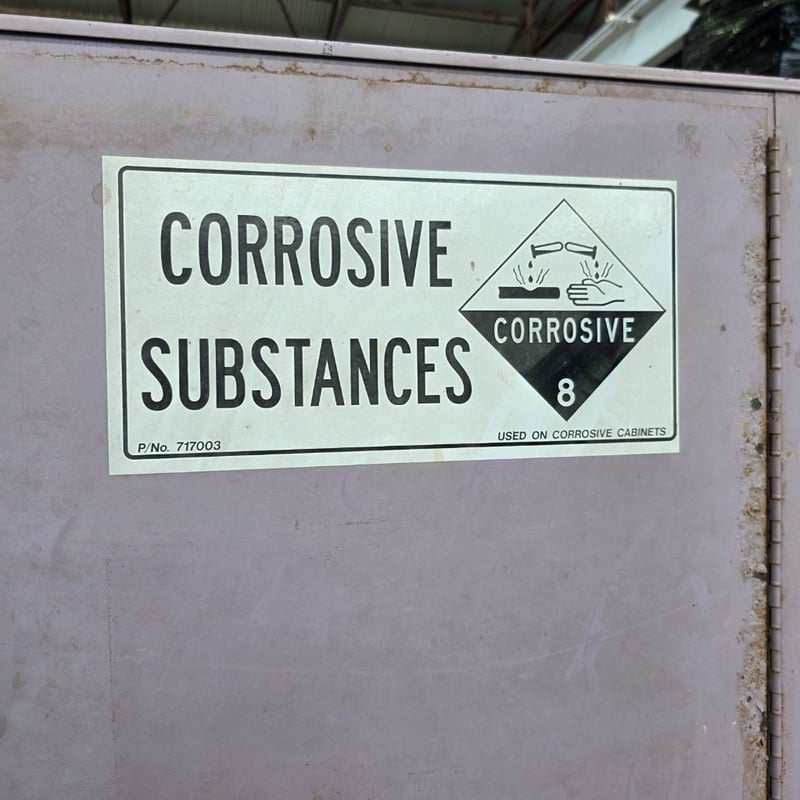 CORROSIVE
SUBSTANCES
CORROSIVE
8
P/No. 717003
USED ON CORROSIVE CABINETS